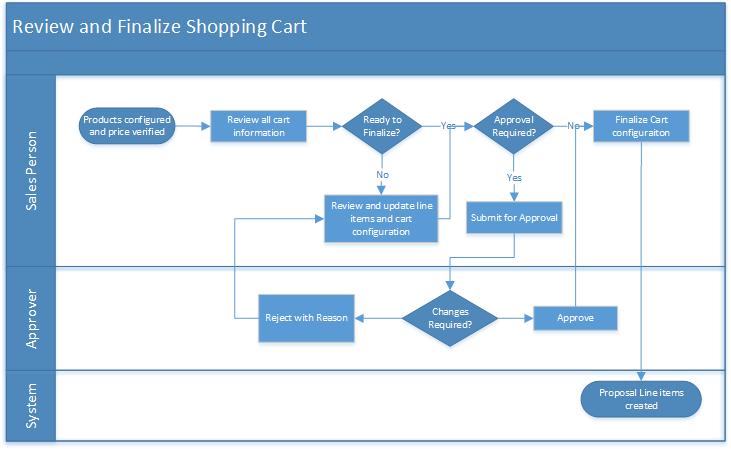 Review and Finalize Shopping Cart
Sales Person
Products configured
and price verified
Review all cart
information
Ready to
Finalize?
Yes
Approval
Required?
No
Finalize Cart
configuraiton
No
Yes
Review and update line
items and cart
configuration
Submit for Approval
Approver
Reject with Reason
Changes
Required?
Approve
System
Proposal Line items
created